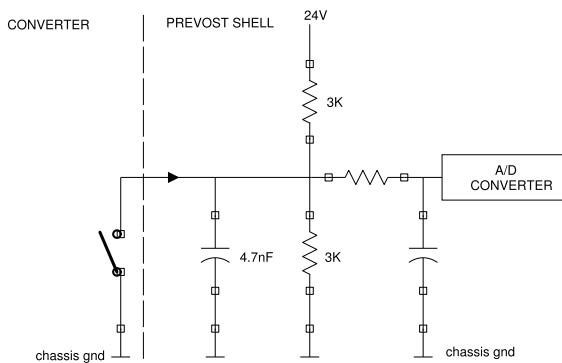 24V
CONVERTER
PREVOST SHELL
3K
A/D
CONVERTER
4.7nF
3K
chassis gnd
chassis gnd